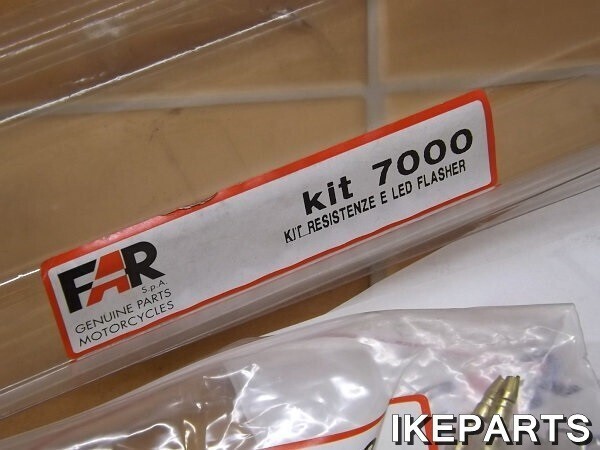 kit 7000
KIT RESISTENZE E LED FLASHER
FAR
S.p.A.
GENUINE PARTS
MOTORCYCLES
IKEPARTS